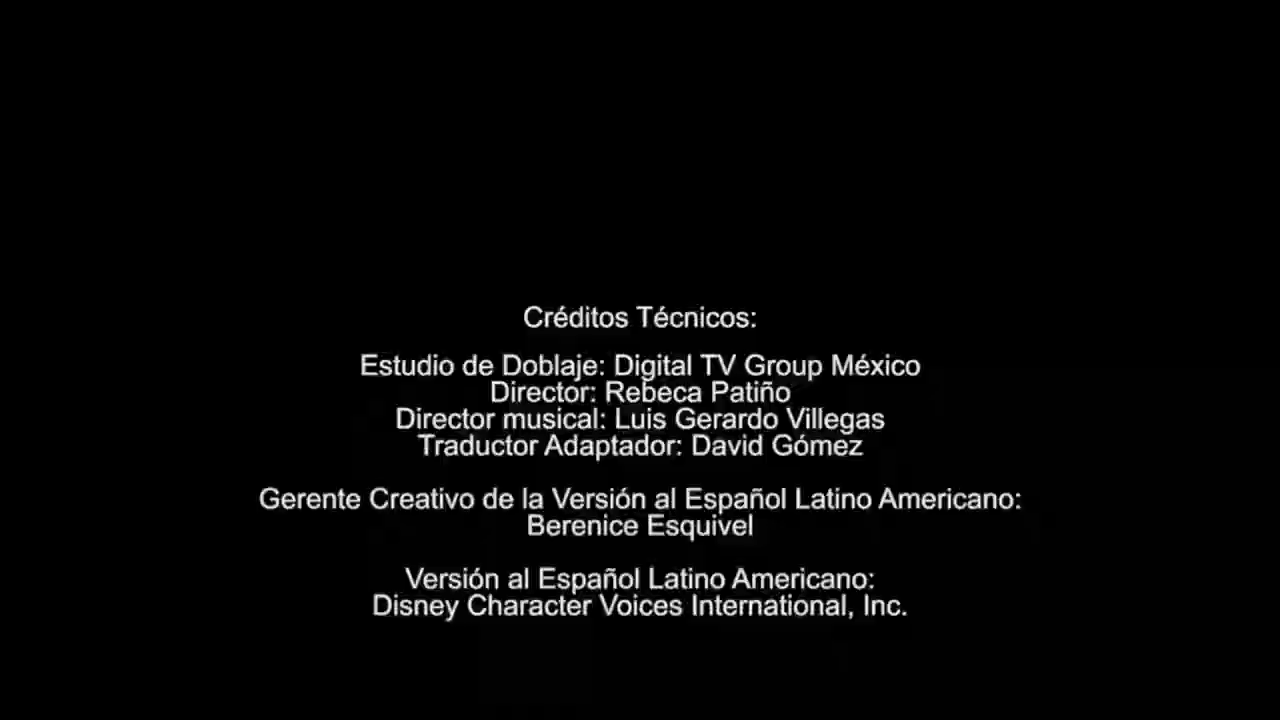 Créditos Técnicos:
Estudio de Doblaje: Digital TV Group México
Director: Rebeca Patiño
Director musical: Luis Gerardo Villegas
Traductor Adaptador: David Gómez
Gerente Creativo de la Versión al Español Latino Americano:
Berenice Esquivel
Versión al Español Latino Americano:
Disney Character Voices International, Inc.